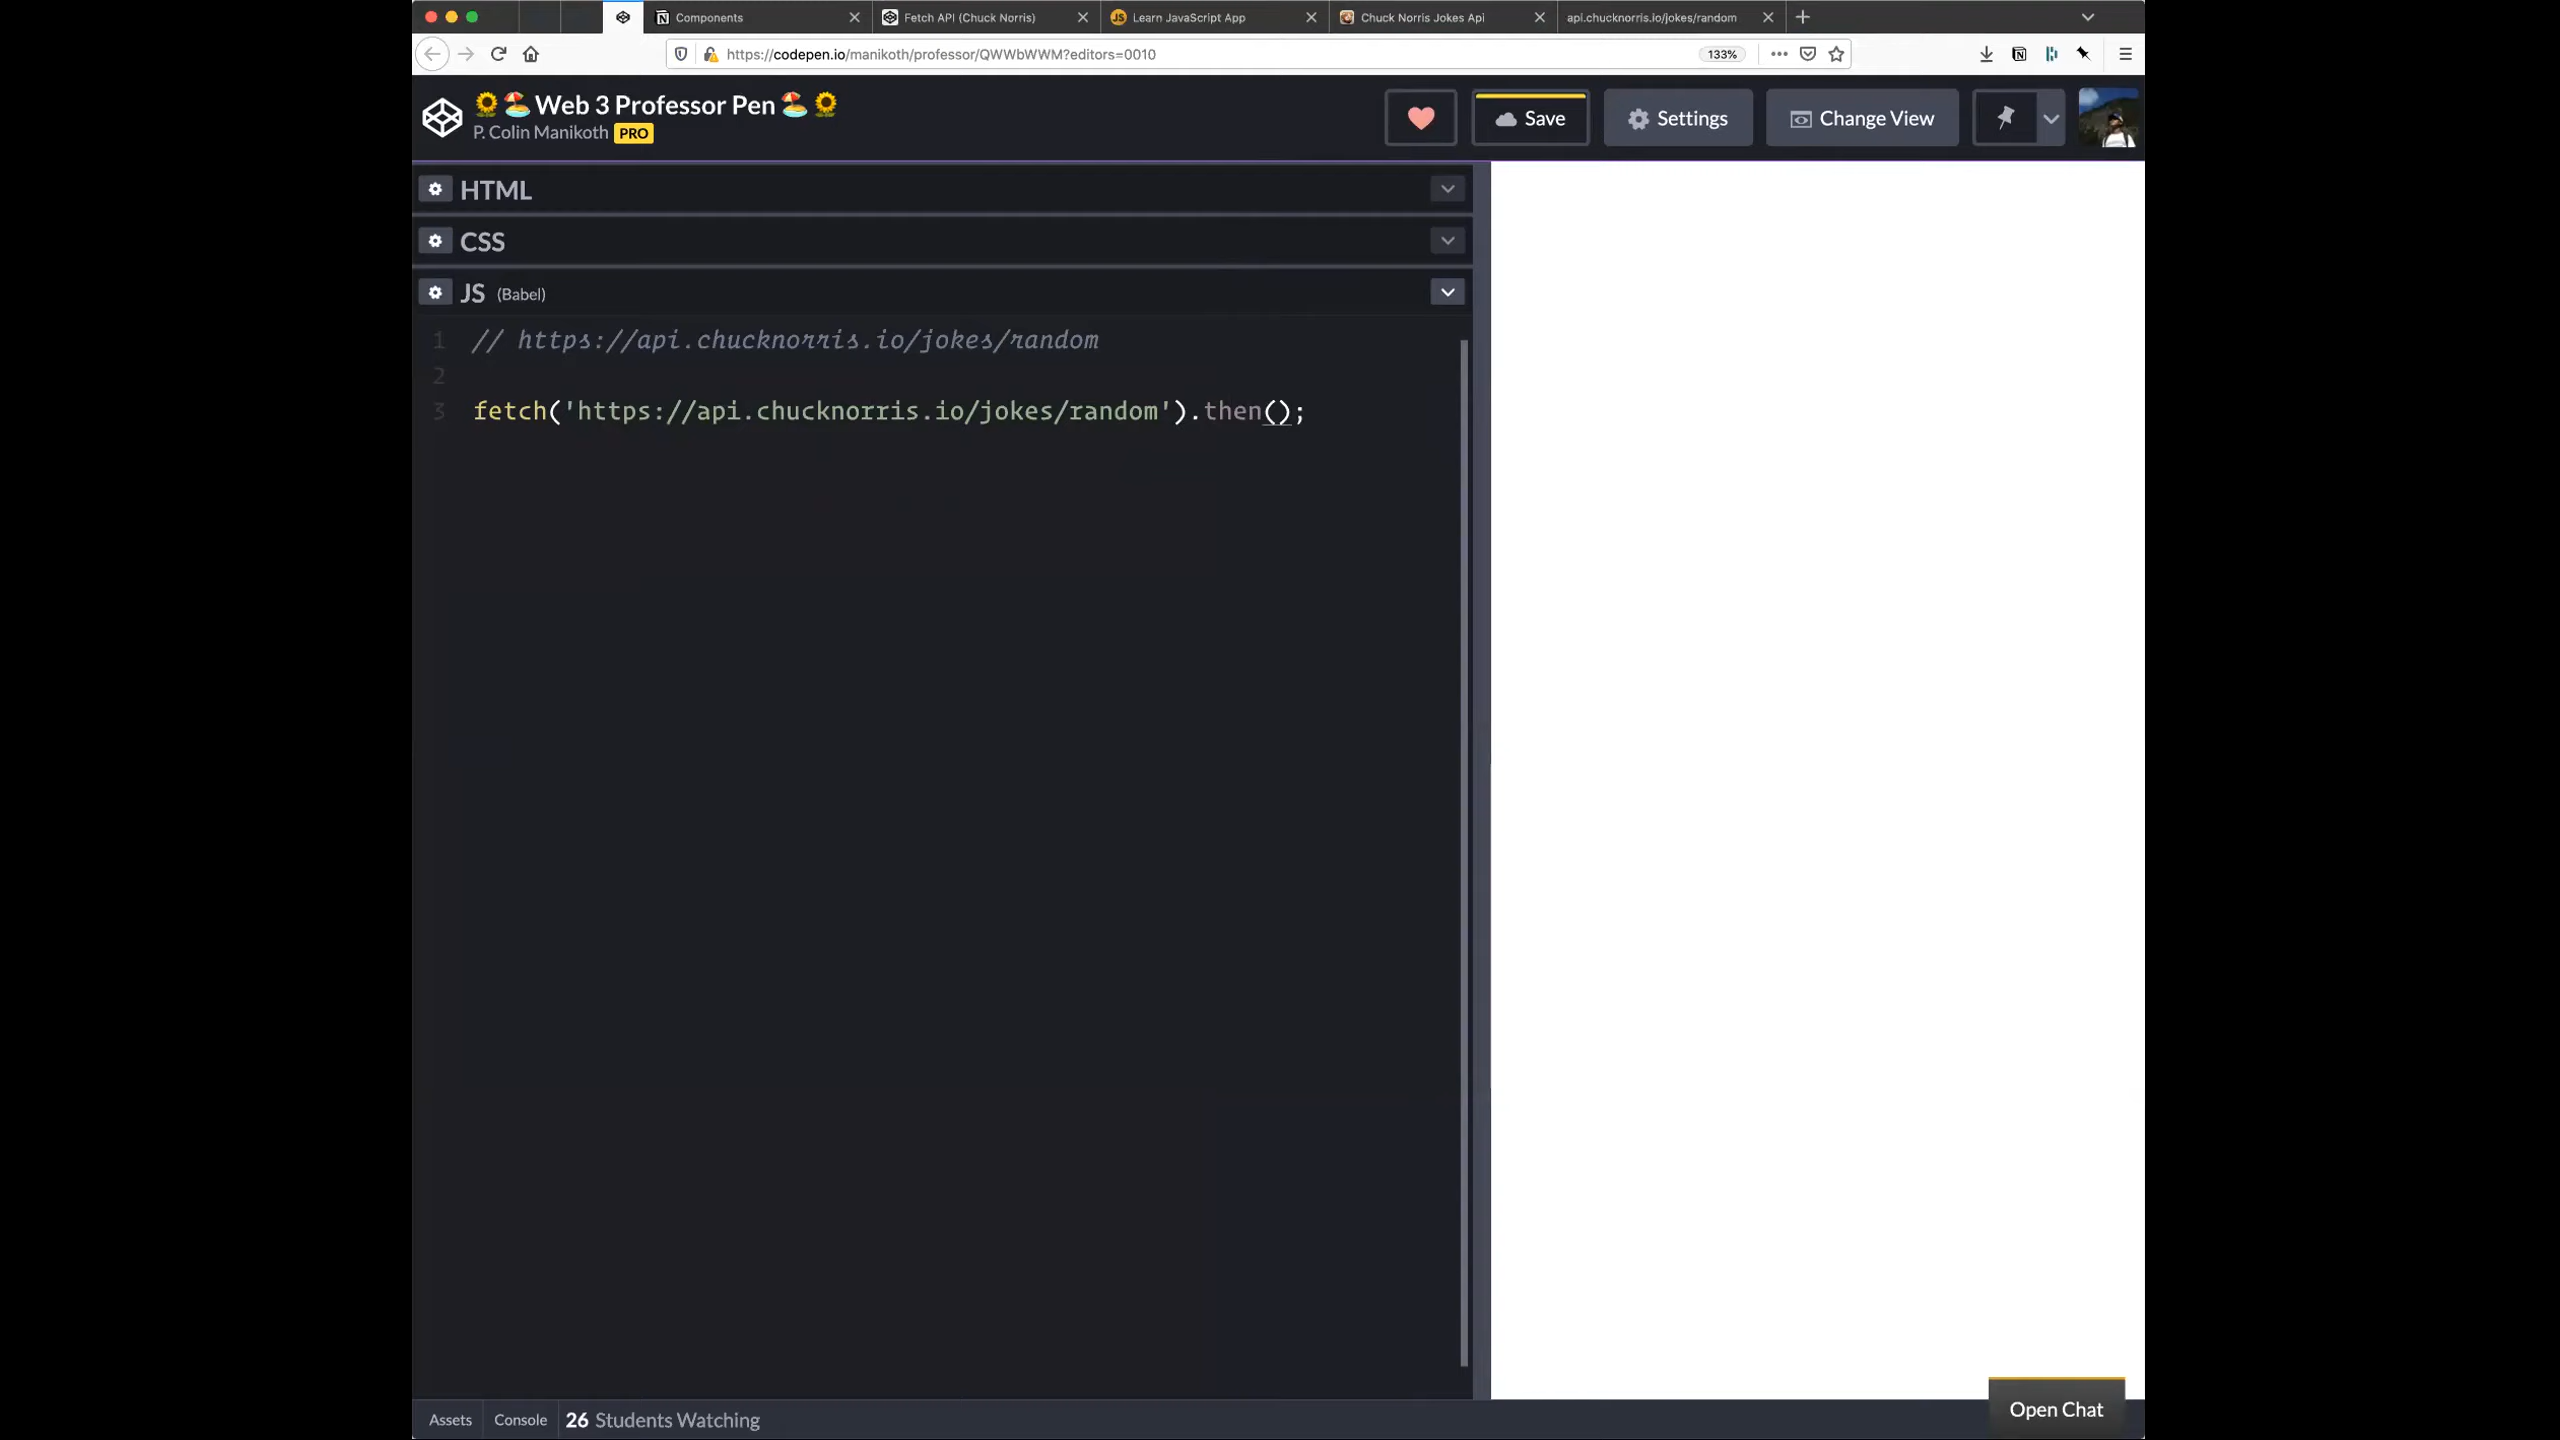 Components
Fetch API (Chuck Norris)
JS Learn JavaScript App
Chuck Norris Jokes Api
api.chucknorris.io/jokes/random
https://codepen.io/manikoth/professor/QWWbWWM?editors=0010
133%
🌻🏖️ Web 3 Professor Pen 🏖️🌻
P. Colin Manikoth PRO
Save
Settings
Change View
HTML
CSS
JS (Babel)
1 // https://api.chucknorris.io/jokes/random
2
3 fetch('https://api.chucknorris.io/jokes/random').then();
Assets
Console
26 Students Watching
Open Chat